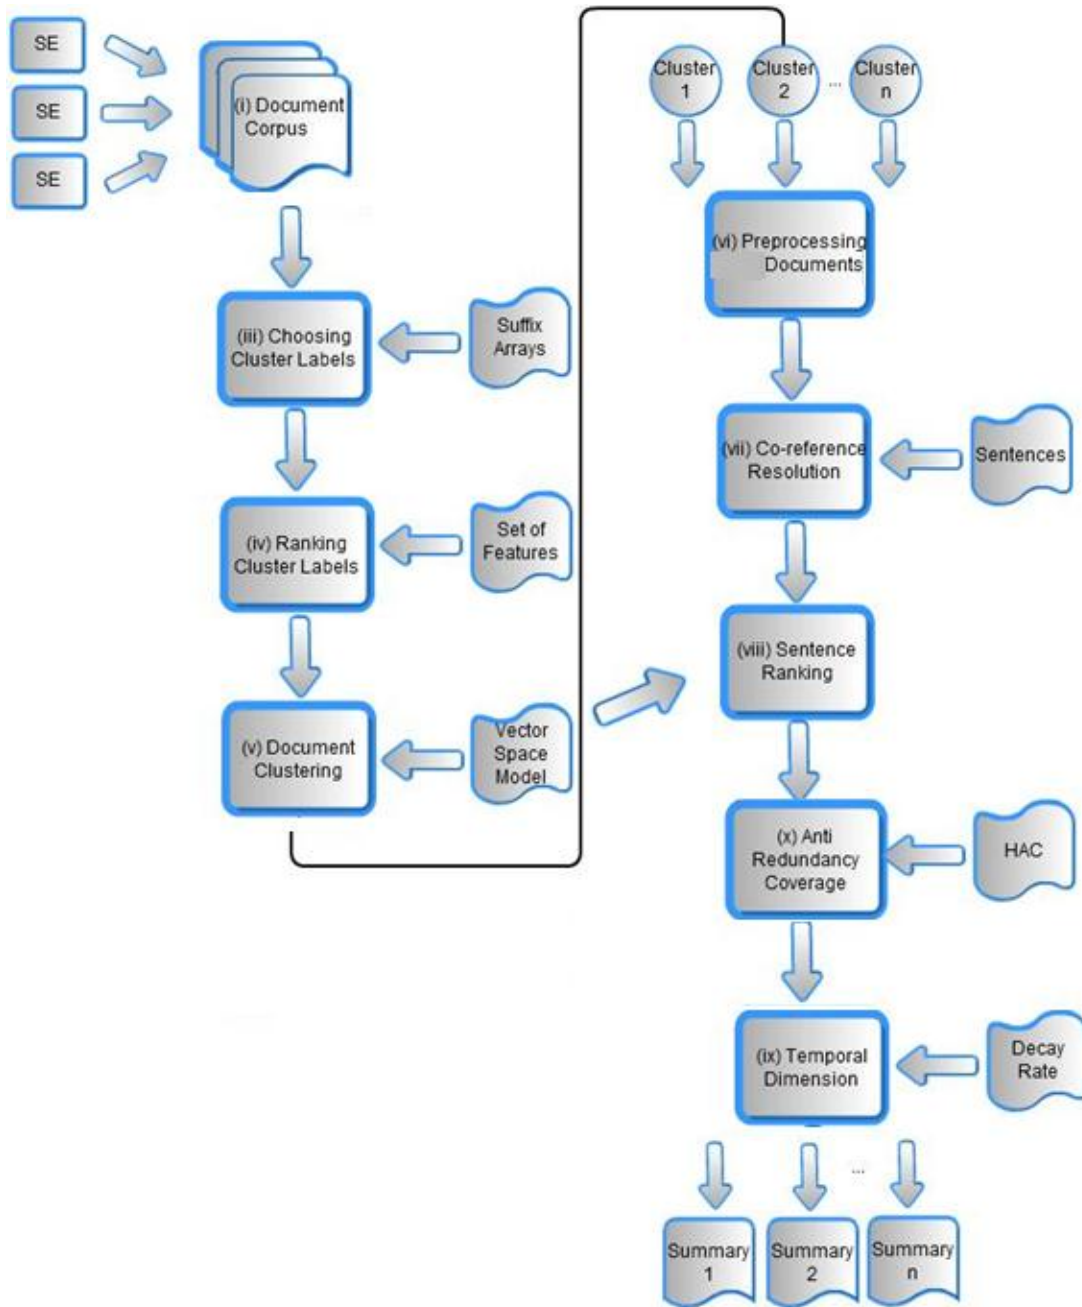 SE
SE
SE
(i) Document
Corpus
(iii) Choosing
Cluster Labels
Suffix
Arrays
(iv) Ranking
Cluster Labels
Set of
Features
(v) Document
Clustering
Vector
Space
Model
Cluster
1
Cluster
2
...
Cluster
n
(vi) Preprocessing
Documents
(vii) Co-reference
Resolution
Sentences
(viii) Sentence
Ranking
(x) Anti
Redundancy
Coverage
HAC
(ix) Temporal
Dimension
Decay
Rate
...
Summary
1
Summary
2
Summary
n